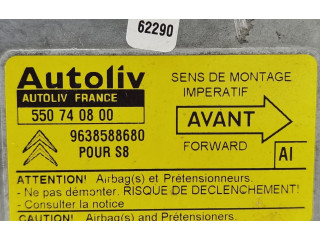 62290
Autoliv
AUTOLIV FRANCE
550 74 08 00
9638588680
POUR S8
SENS DE MONTAGE
IMPERATIF
AVANT
FORWARD
AI
ATTENTION! Airbag(s) et Prétensionneurs.
- Ne pas démonter. RISQUE DE DECLENCHEMENT!
- Consulter la notice
CAUTION! Airbag(s) and Pretensioners.